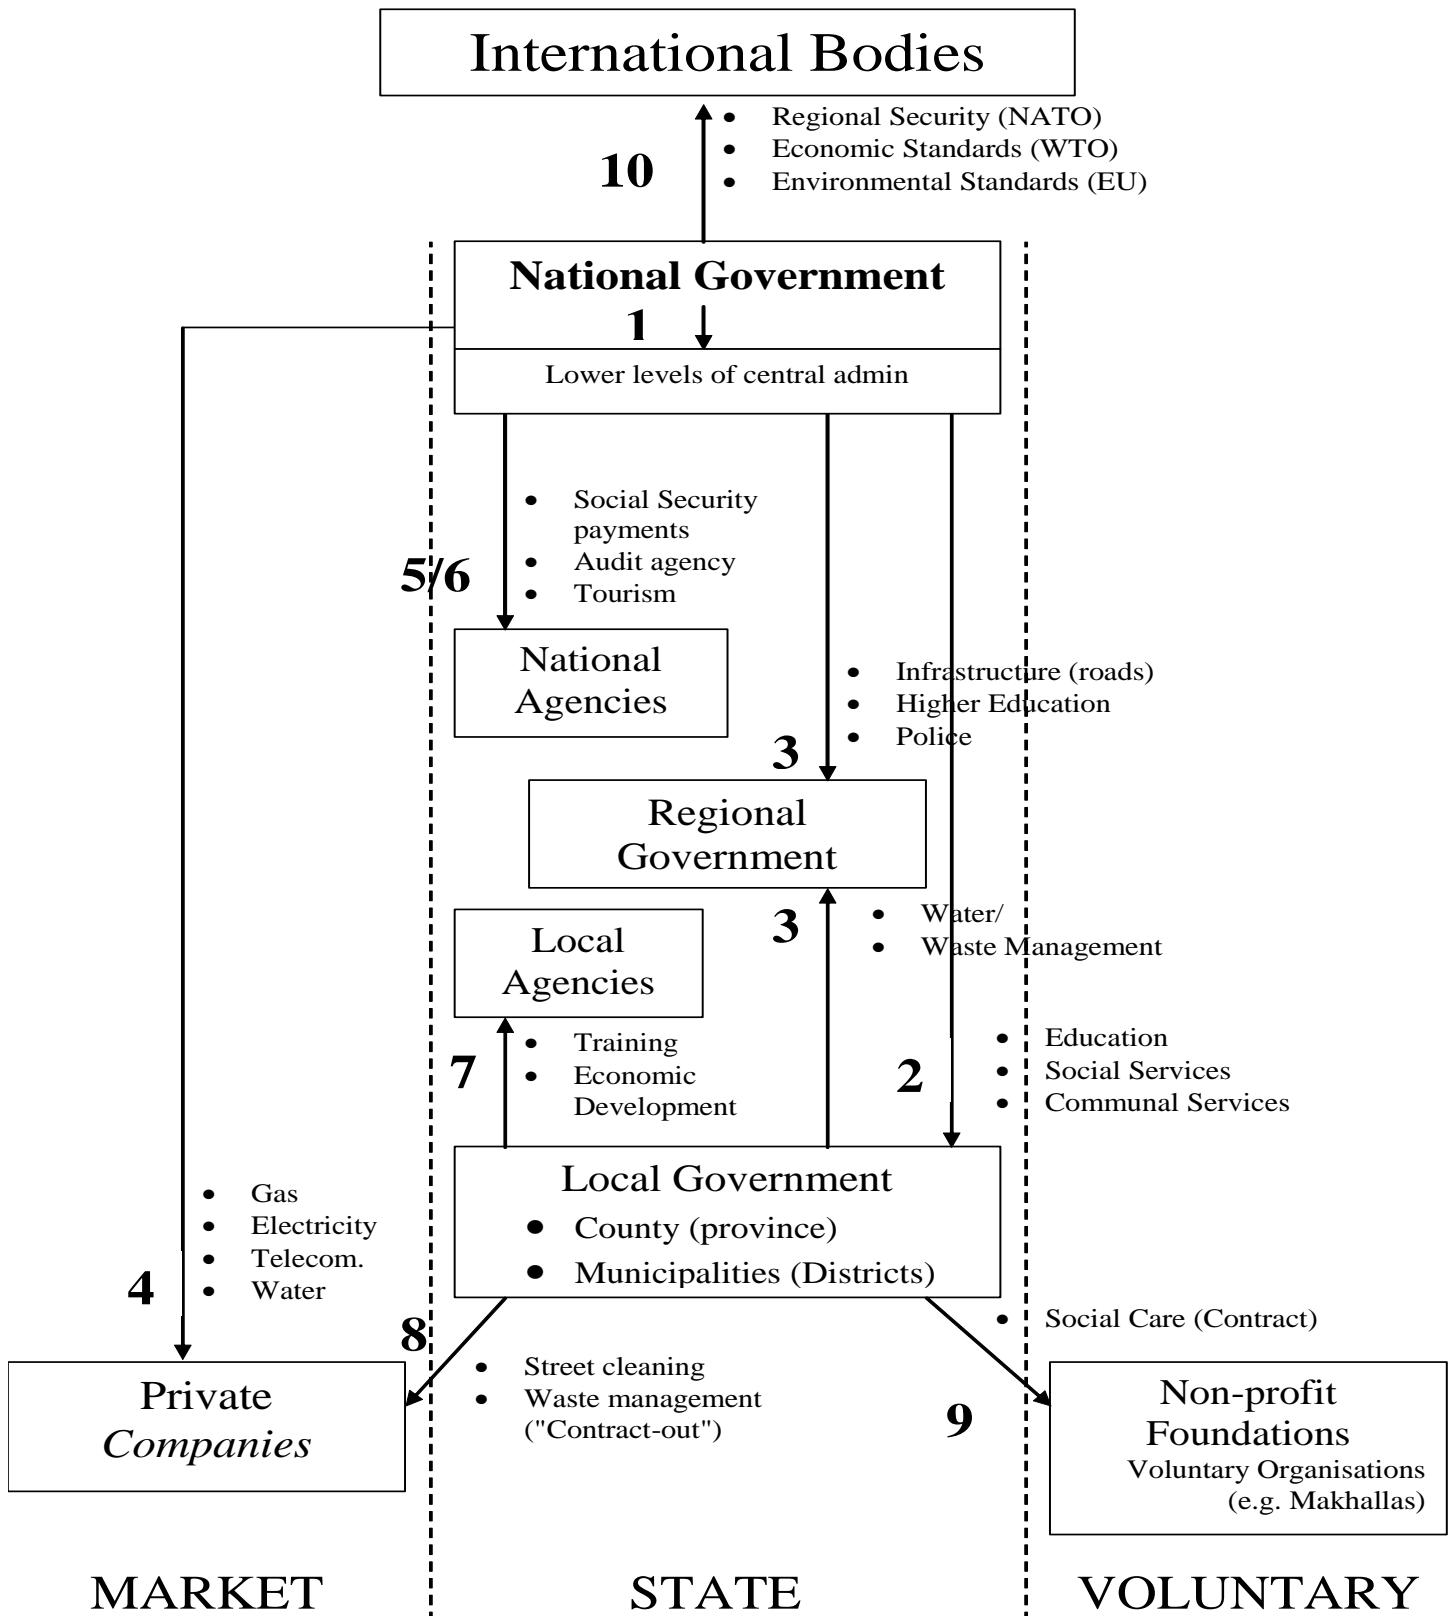 International Bodies
• Regional Security (NATO)
• Economic Standards (WTO)
• Environmental Standards (EU)
10
National Government
1
Lower levels of central admin
• Social Security
payments
• Audit agency
• Tourism
5/6
National
Agencies
• Infrastructure (roads)
• Higher Education
• Police
3
Regional
Government
• Water/
• Waste Management
3
Local
Agencies
• Training
• Economic
Development
7
2
• Education
• Social Services
• Communal Services
Local Government
• County (province)
• Municipalities (Districts)
• Gas
• Electricity
• Telecom.
• Water
4
8
• Street cleaning
• Waste management
("Contract-out")
• Social Care (Contract)
9
Private
Companies
Non-profit
Foundations
Voluntary Organisations
(e.g. Makhallas)
MARKET
STATE
VOLUNTARY